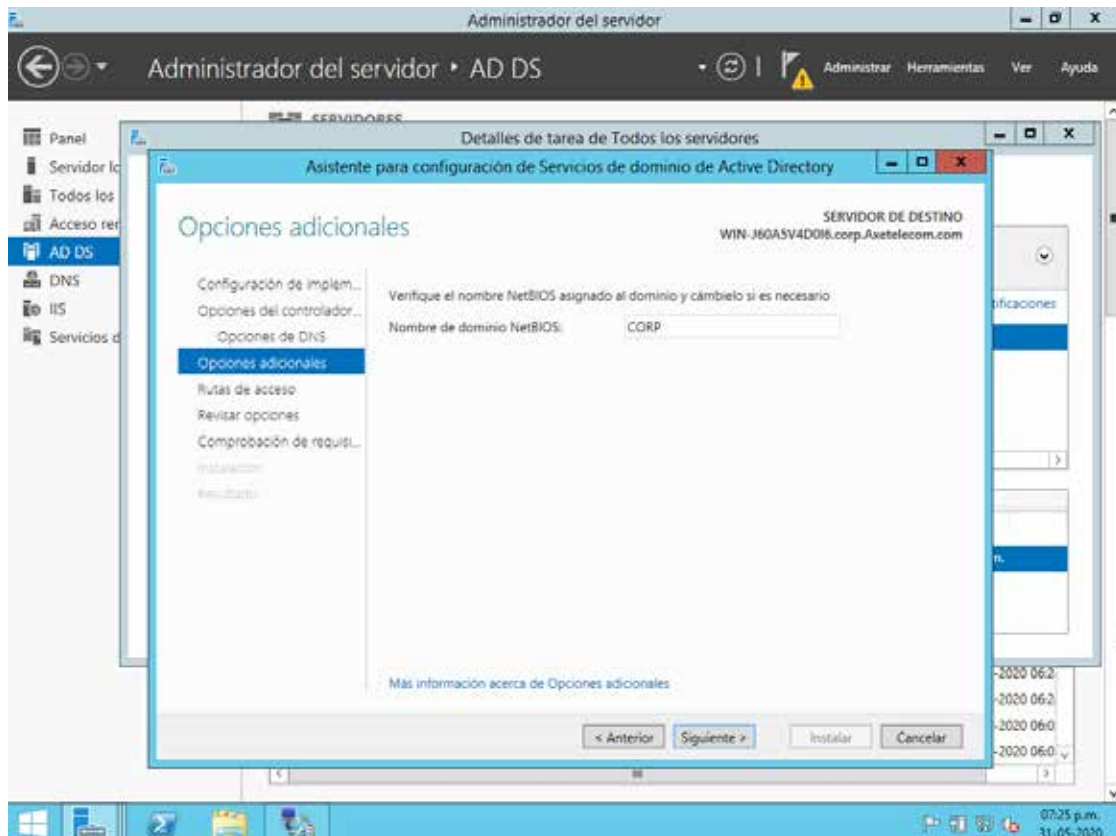 Administrador del servidor
Administrador del servidor • AD DS
Administrar Herramientas Ver Ayuda
SERVIDORES
Panel
Servidor lo
Todos los
Acceso rer
AD DS
DNS
IIS
Servicios d
Detalles de tarea de Todos los servidores
Asistente para configuración de Servicios de dominio de Active Directory
Opciones adicionales
SERVIDOR DE DESTINO
WIN-J60A5V4D0I6.corp.Axetelecom.com
Configuración de implem...
Opciones del controlador...
Opciones de DNS
Opciones adicionales
Rutas de acceso
Revisar opciones
Comprobación de requisi...
Instalación
Resultado
Verifique el nombre NetBIOS asignado al dominio y cámbielo si es necesario
Nombre de dominio NetBIOS: CORP
Más información acerca de Opciones adicionales
< Anterior Siguiente > Instalar Cancelar
tificaciones
n.
-2020 06:2
-2020 06:2
-2020 06:0
-2020 06:0
07:25 p.m.
31-05-2020